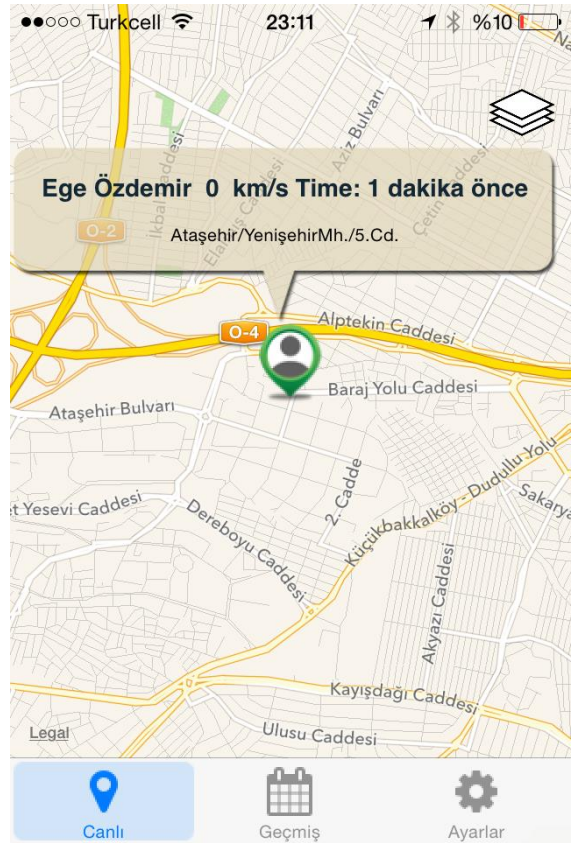 Turkcell 23:11 %10
Na
Aziz Bulvarı
İkbal Caddesi
Ege Özdemir 0 km/s Time: 1 dakika önce
O-2
Ataşehir/YenişehirMh./5.Cd.
Çetin
O-4
Alptekin Caddesi
Baraj Yolu Caddesi
Ataşehir Bulvarı
2. Cadde
Küçükbakkalköy - Dudullu Yolu
et Yesevi Caddesi
Dereboyu Caddesi
Sakarya
Akyazı Caddesi
Kayışdağı Caddesi
Legal
Ulusu Caddesi
Canlı Geçmiş Ayarlar